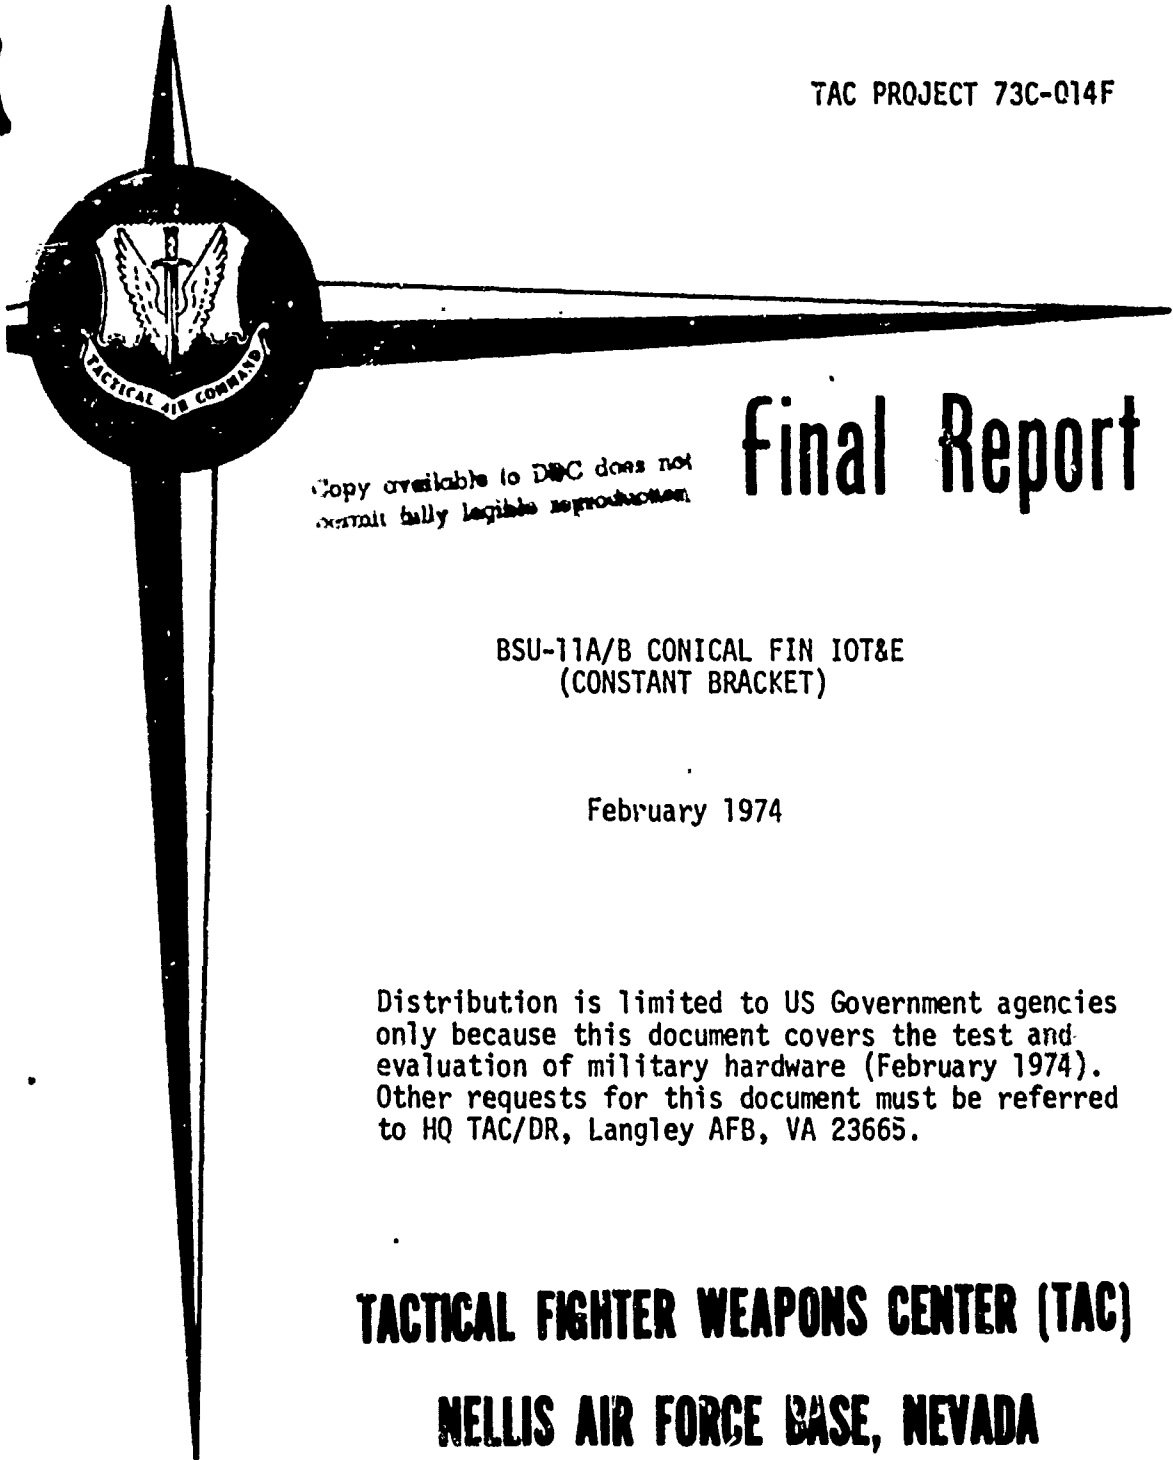 TAC PROJECT 73C-014F
TACTICAL AIR COMMAND
Final Report
Copy available to DDC does not
permit fully legible reproduction
BSU-11A/B CONICAL FIN IOT&E
(CONSTANT BRACKET)
February 1974
Distribution is limited to US Government agencies
only because this document covers the test and
evaluation of military hardware (February 1974).
Other requests for this document must be referred
to HQ TAC/DR, Langley AFB, VA 23665.
TACTICAL FIGHTER WEAPONS CENTER (TAC)
NELLIS AIR FORCE BASE, NEVADA